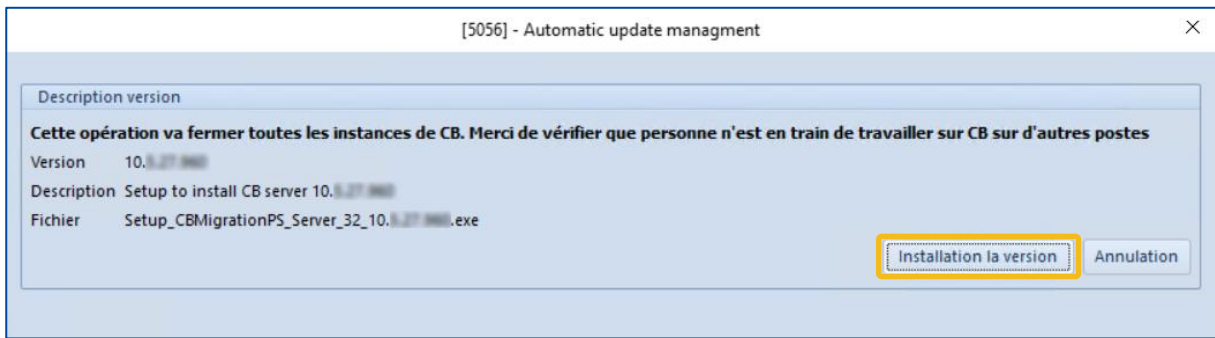 [5056] - Automatic update managment
Description version
Cette opération va fermer toutes les instances de CB. Merci de vérifier que personne n'est en train de travailler sur CB sur d'autres postes
Version 10.
Description Setup to install CB server 10.
Fichier Setup_CBMigrationPS_Server_32_10. .exe
Installation la version Annulation